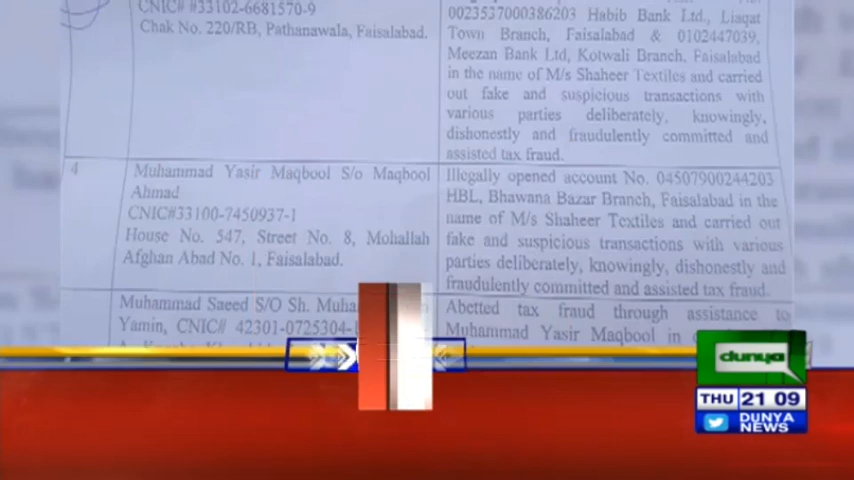 CNIC# #33102-6681570-9
Chak No. 220/RB, Pathanawala, Faisalabad.
0023537000386203 Habib Bank Ltd., Liaqat
Town Branch, Faisalabad & 0102447039,
Meezan Bank Ltd, Kotwali Branch, Faisalabad
in the name of M/s Shaheer Textiles and carried
out fake and suspicious transactions with
various parties deliberately, knowingly,
dishonestly and fraudulently committed and
assisted tax fraud.
4
Muhammad Yasir Maqbool S/o Maqbool
Ahmad
CNIC#33100-7450937-1
House No. 547, Street No. 8, Mohallah
Afghan Abad No. 1, Faisalabad.
Illegally opened account No. 04507900244203
HBL, Bhawana Bazar Branch, Faisalabad in the
name of M/s Shaheer Textiles and carried out
fake and suspicious transactions with various
parties deliberately, knowingly, dishonestly and
fraudulently committed and assisted tax fraud.
Muhammad Saeed S/O Sh.
Yamin, CNIC# 42301-0725304-
Abetted tax fraud through assistance to
Muhammad Yasir Maqbool in
dunya
THU 21 09
DUNYA
NEWS